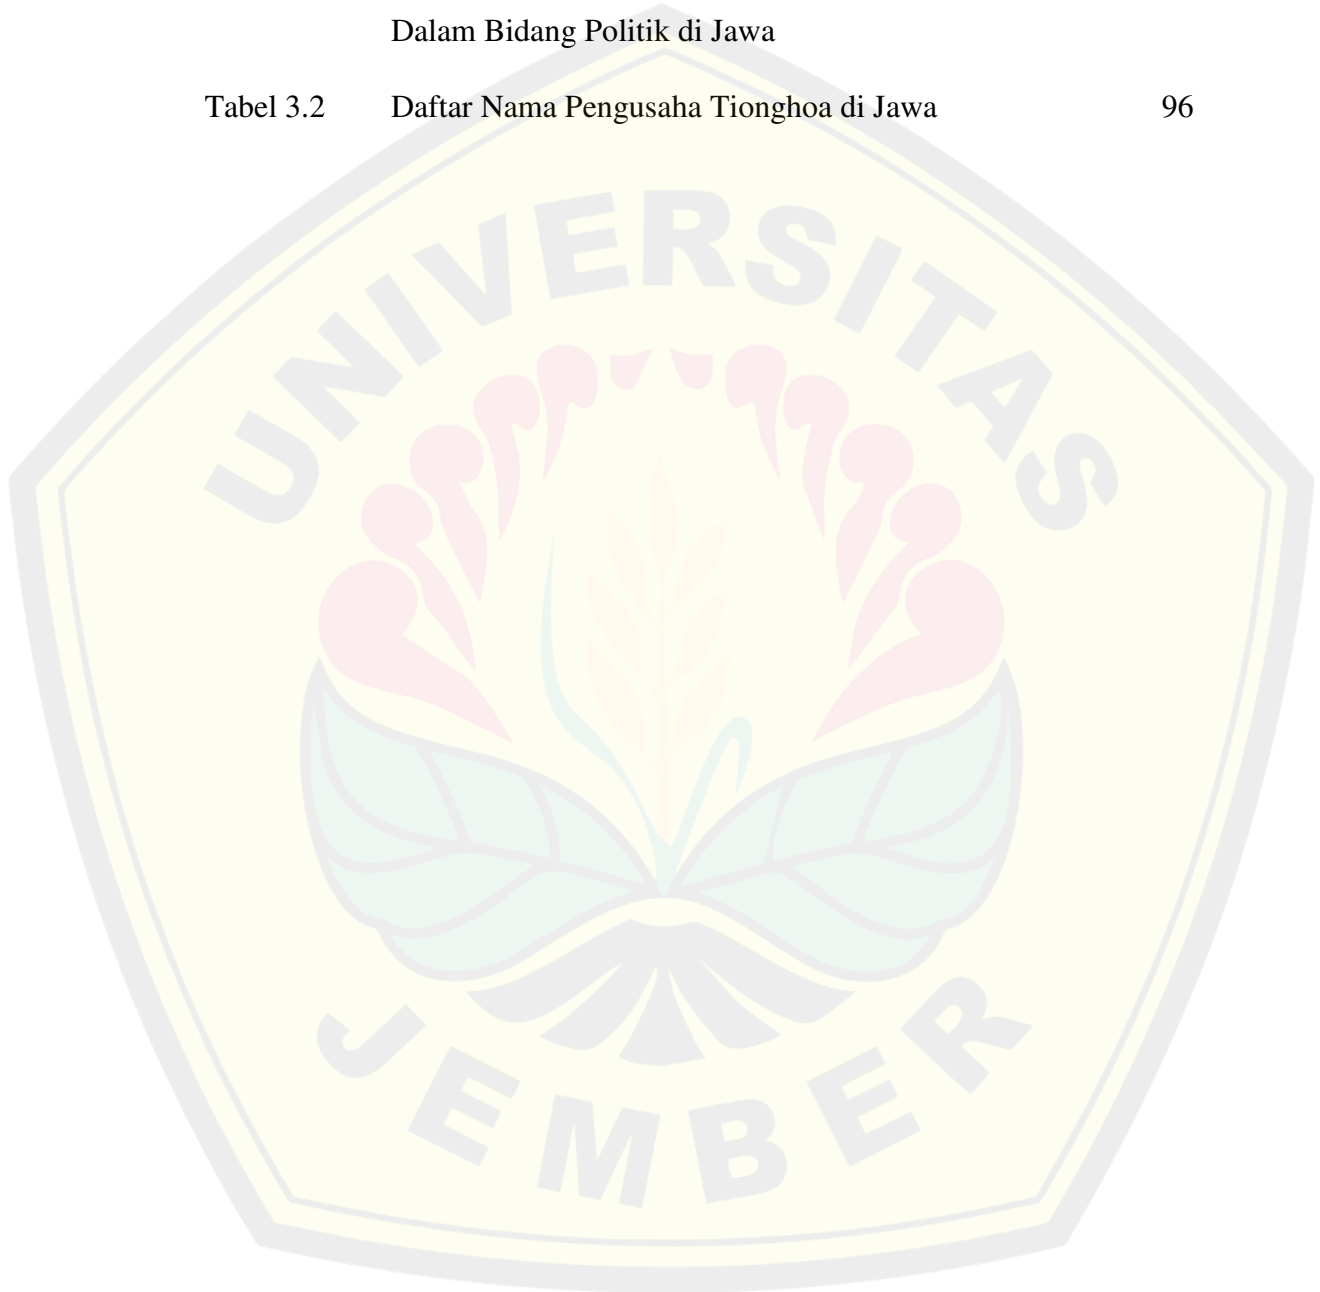 Dalam Bidang Politik di Jawa
Tabel 3.2 Daftar Nama Pengusaha Tionghoa di Jawa 96
UNIVERSITAS
JEMBER